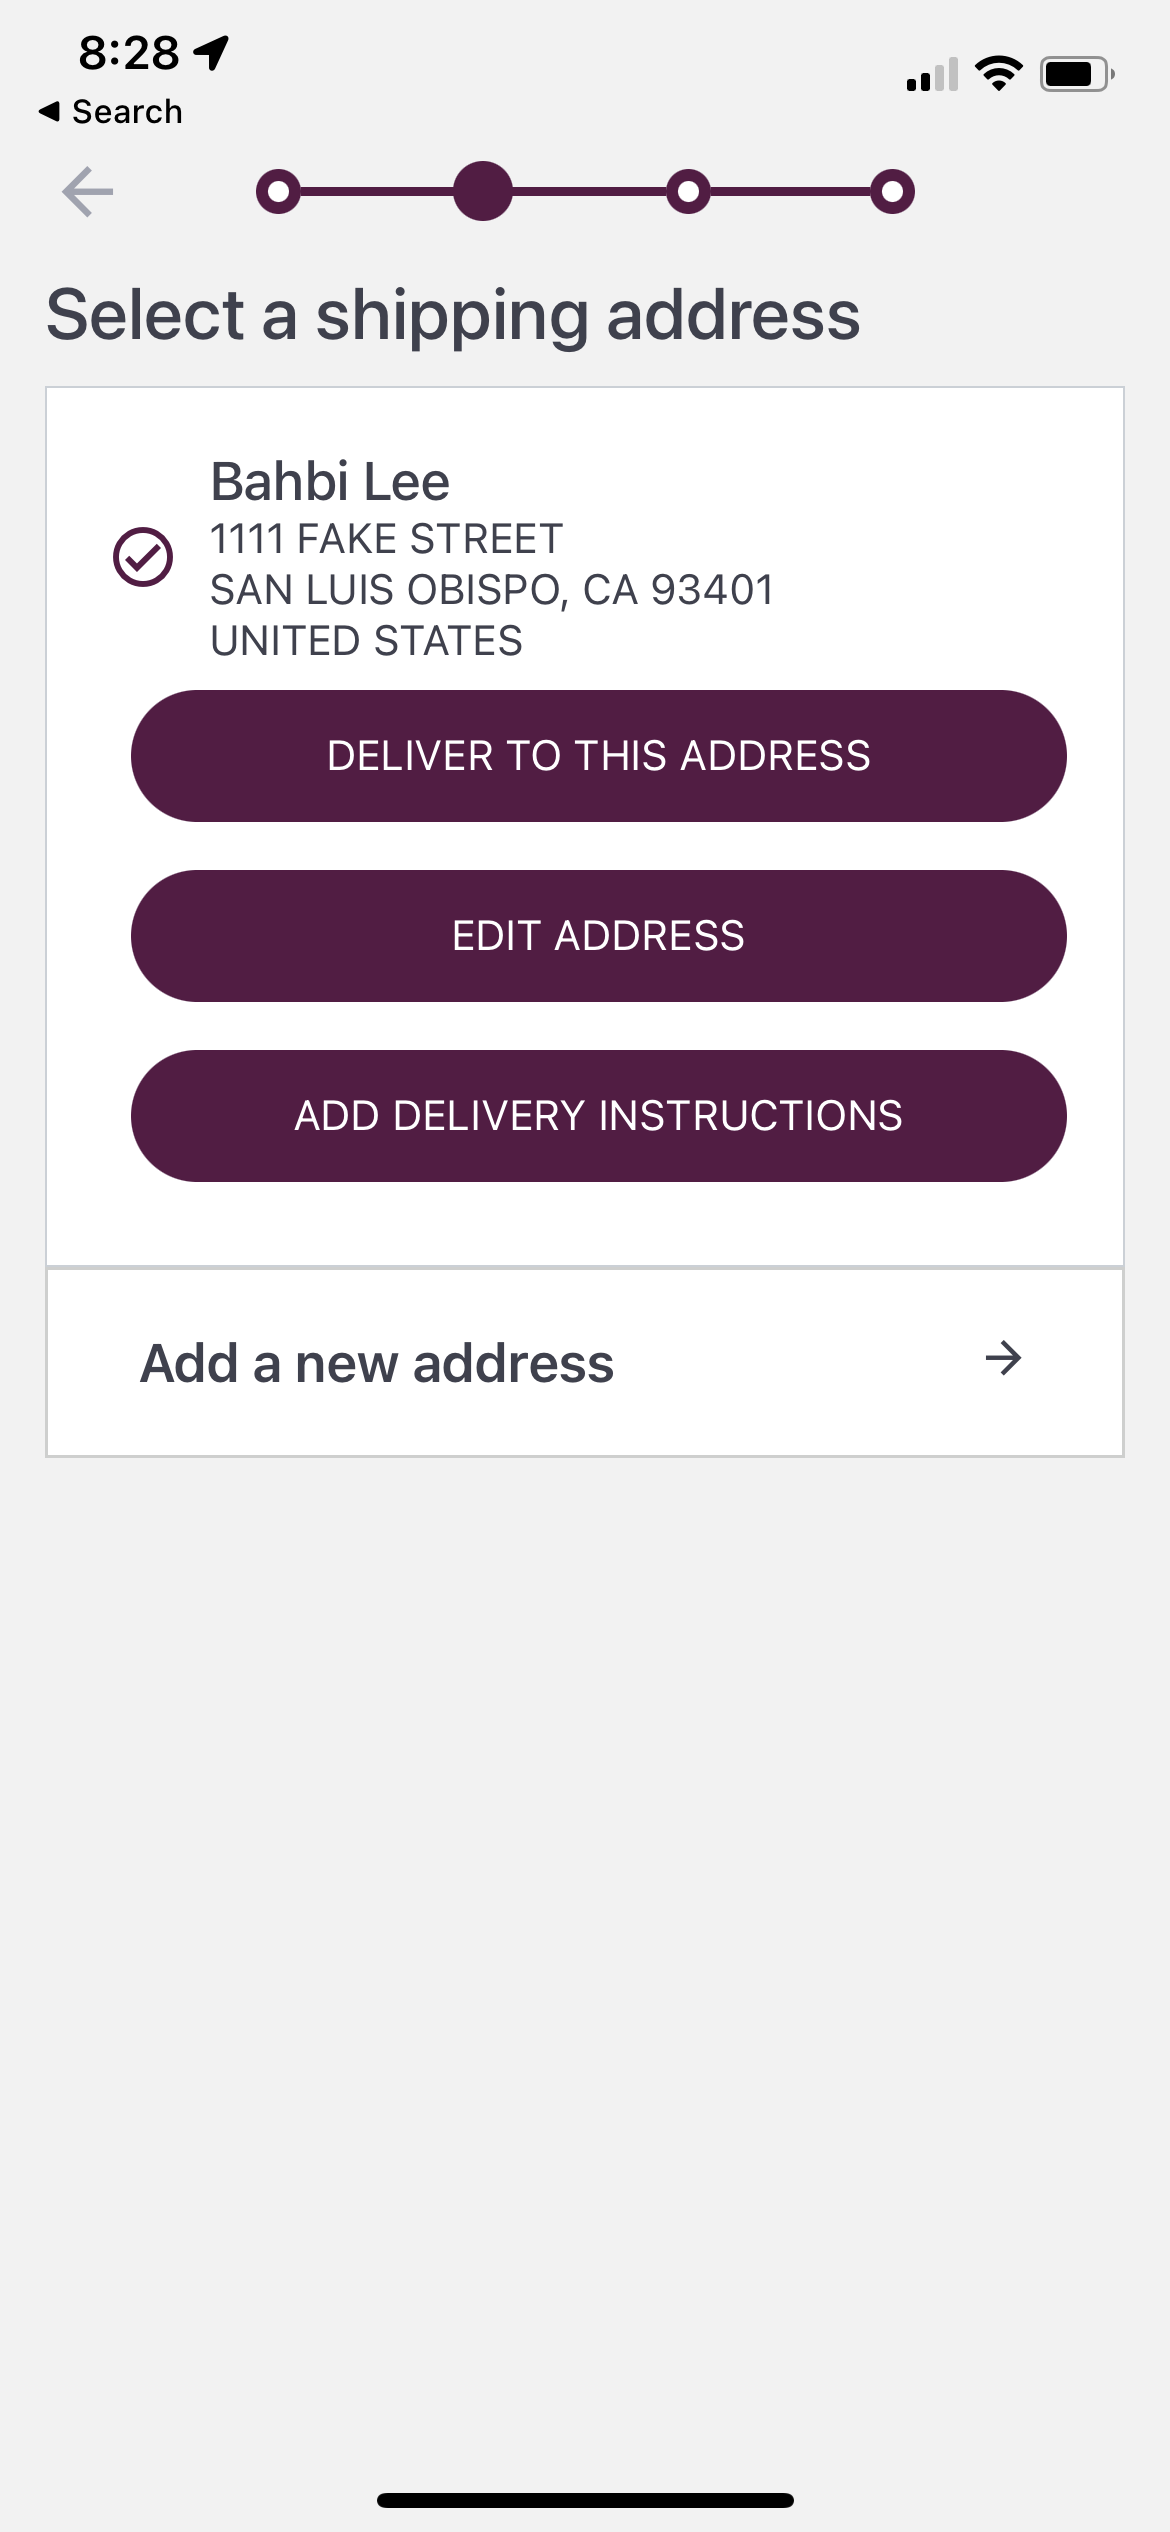 8:28
Search
Select a shipping address
Bahbi Lee
1111 FAKE STREET
SAN LUIS OBISPO, CA 93401
UNITED STATES
DELIVER TO THIS ADDRESS
EDIT ADDRESS
ADD DELIVERY INSTRUCTIONS
Add a new address